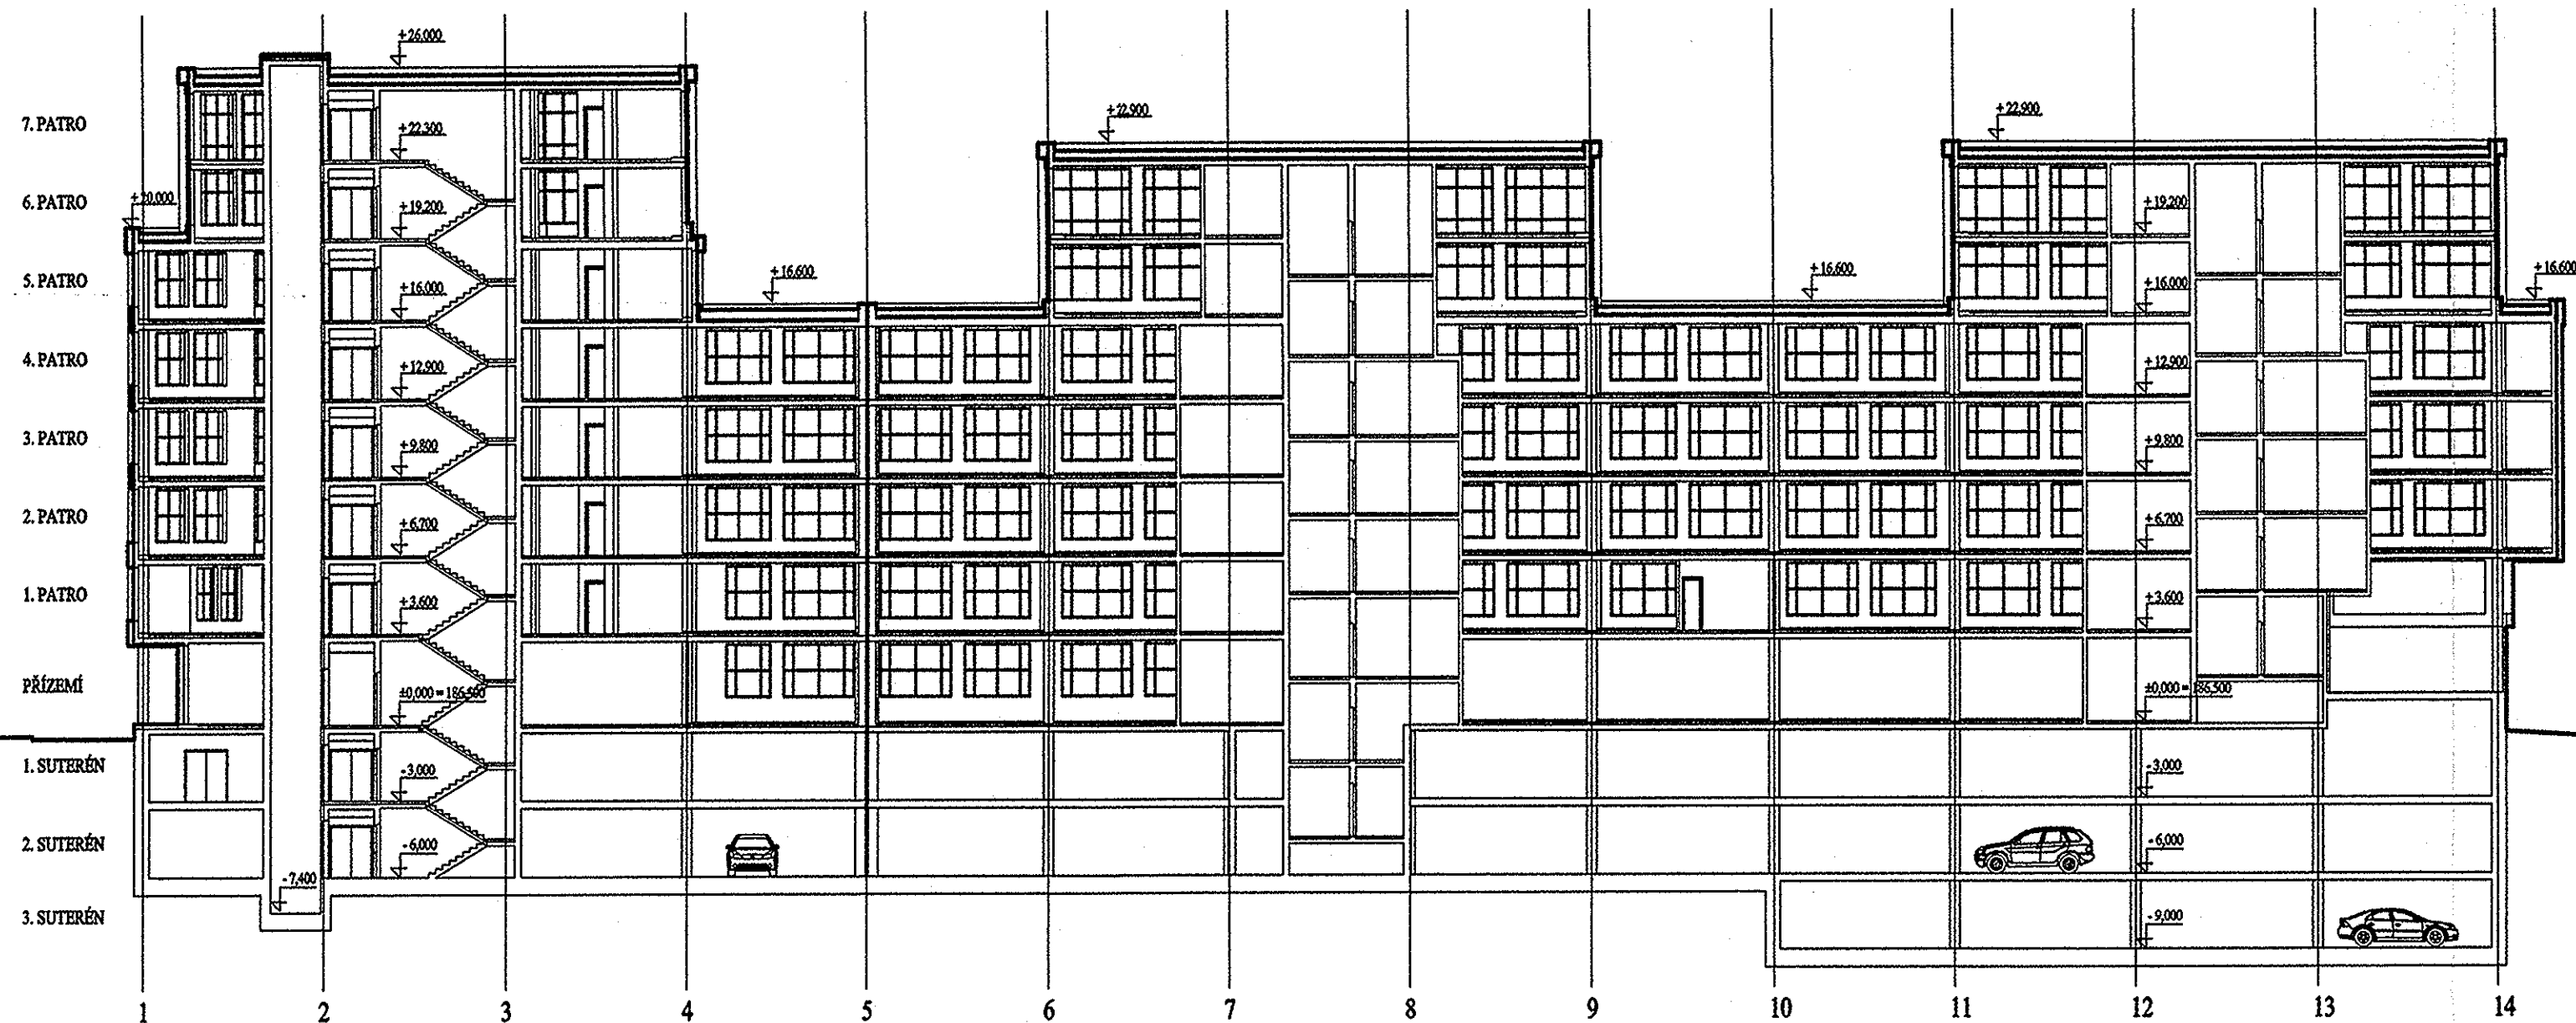 +26,000
+22,900
+22,900
7. PATRO
+22,300
6. PATRO
+20,000
+19,200
+19,200
5. PATRO
+16,600
+16,600
+16,600
+16,000
+16,000
4. PATRO
+12,900
+12,900
3. PATRO
+9,800
+9,800
2. PATRO
+6,700
+6,700
1. PATRO
+3,600
+3,600
PŘÍZEMÍ
±0,000 = 186,500
±0,000 = 186,500
1. SUTERÉN
-3,000
-3,000
2. SUTERÉN
-6,000
-6,000
-7,400
3. SUTERÉN
-9,000
1 2 3 4 5 6 7 8 9 10 11 12 13 14